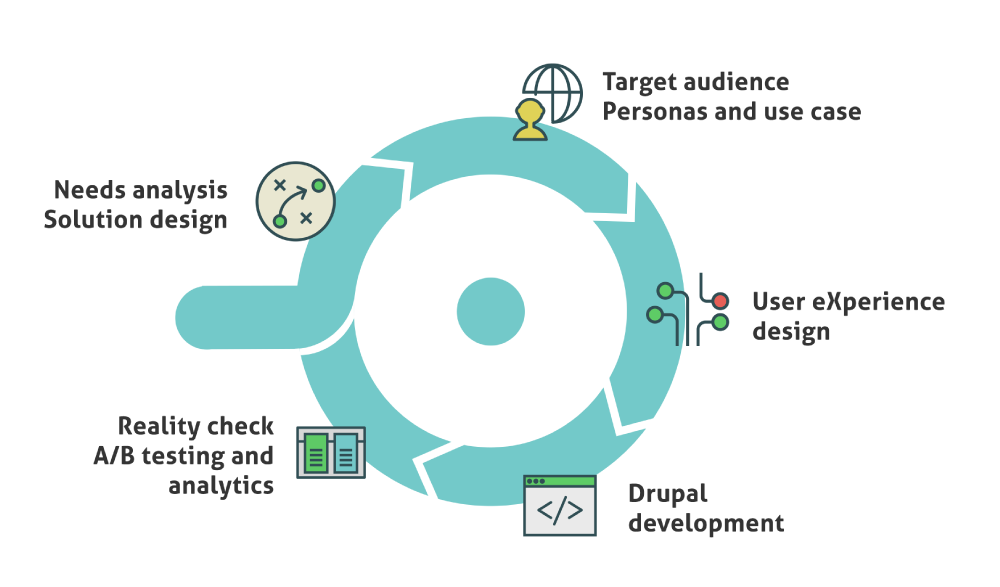 Target audience
Personas and use case
Needs analysis
Solution design
User eXperience
design
Reality check
A/B testing and
analytics
Drupal
development
</>